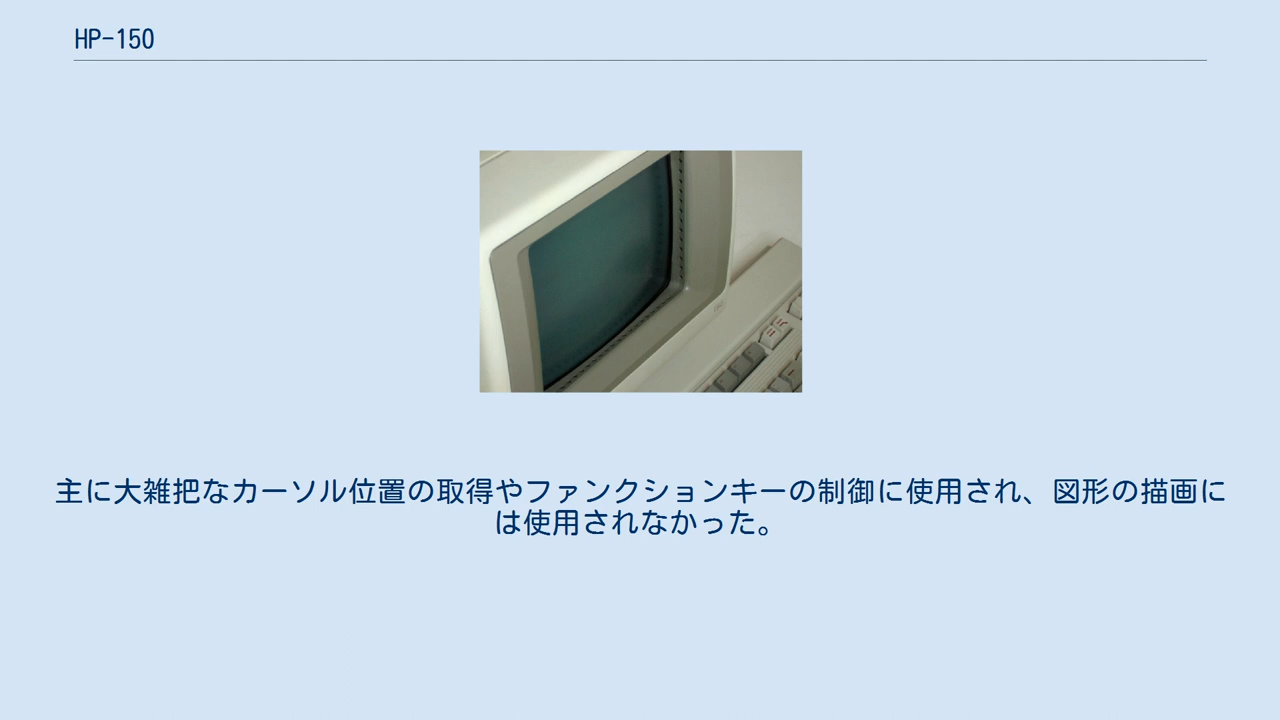 HP-150
主に大雑把なカーソル位置の取得やファンクションキーの制御に使用され、図形の描画に
は使用されなかった。